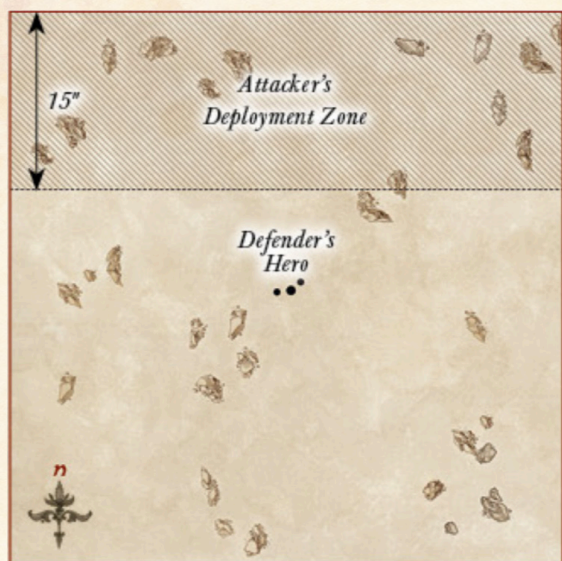 15"
Attacker's
Deployment Zone
Defender's
Hero
n